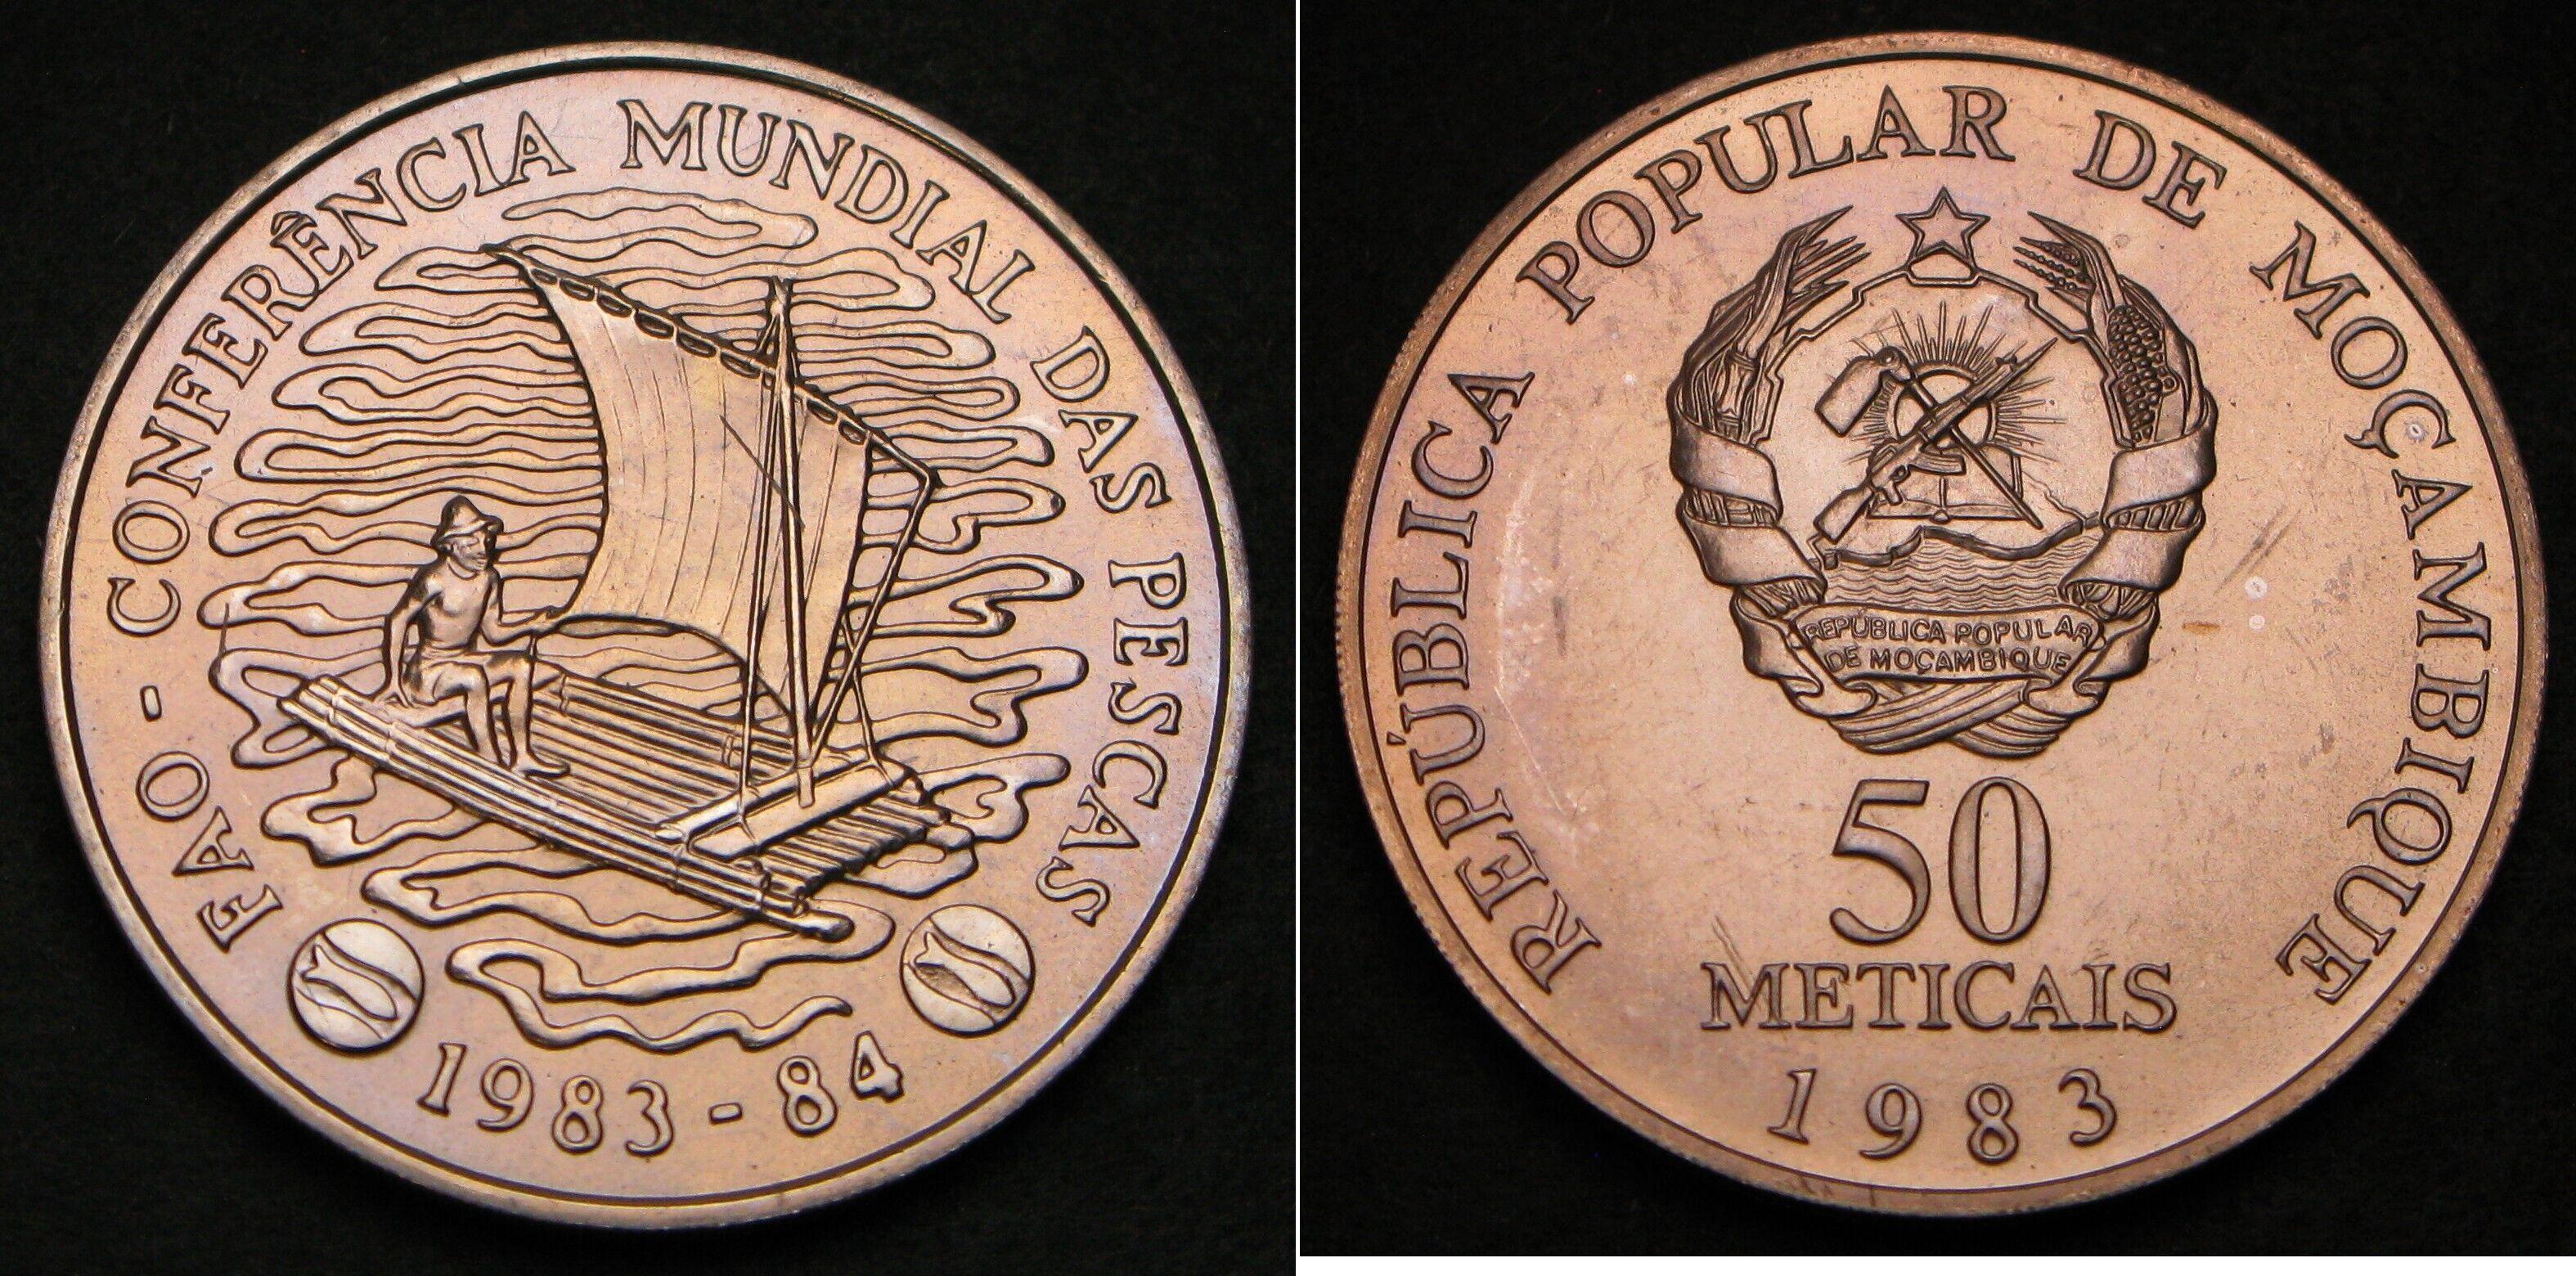 FAO - CONFERÊNCIA MUNDIAL DAS PESCAS
1983 - 84
REPÚBLICA POPULAR DE MOÇAMBIQUE
REPÚBLICA POPULAR
DE MOÇAMBIQUE
50
METICAIS
1983